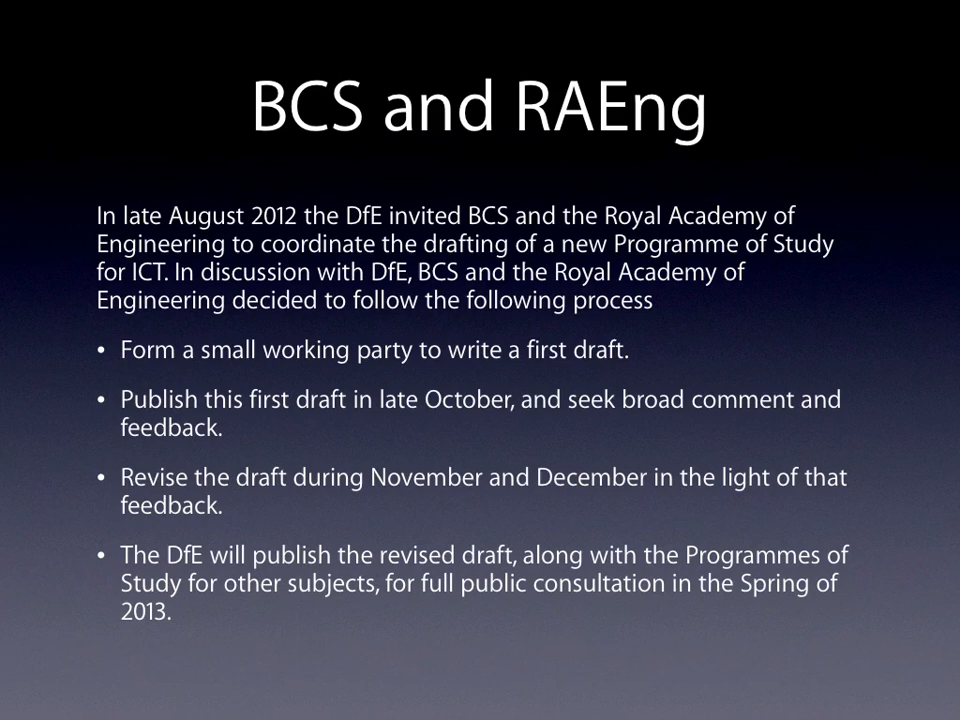 BCS and RAEng
In late August 2012 the DfE invited BCS and the Royal Academy of
Engineering to coordinate the drafting of a new Programme of Study
for ICT. In discussion with DfE, BCS and the Royal Academy of
Engineering decided to follow the following process
• Form a small working party to write a first draft.
• Publish this first draft in late October, and seek broad comment and
feedback.
• Revise the draft during November and December in the light of that
feedback.
• The DfE will publish the revised draft, along with the Programmes of
Study for other subjects, for full public consultation in the Spring of
2013.